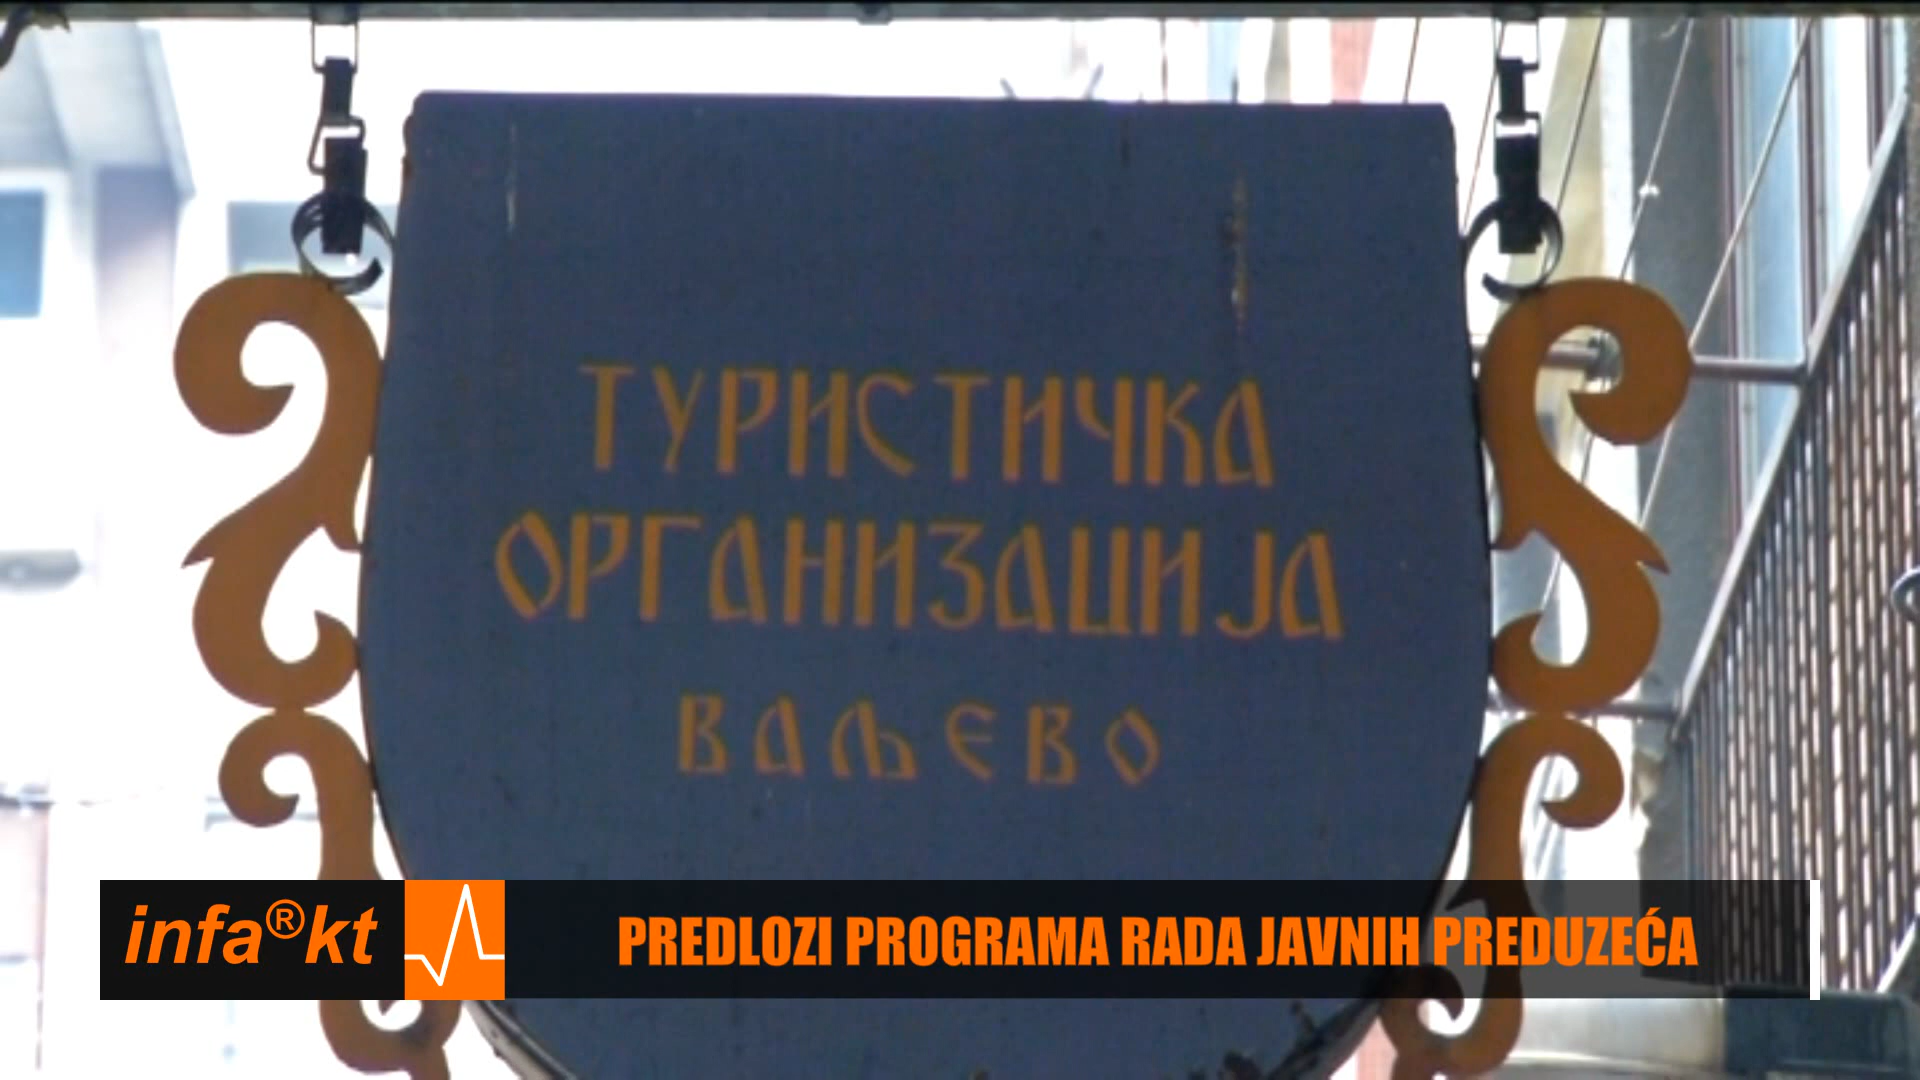 ТУРИСТИЧКА
ОРГАНИЗАЦИЈА
ВАЉЕВО
infa®kt
PREDLOZI PROGRAMA RADA JAVNIH PREDUZEĆA